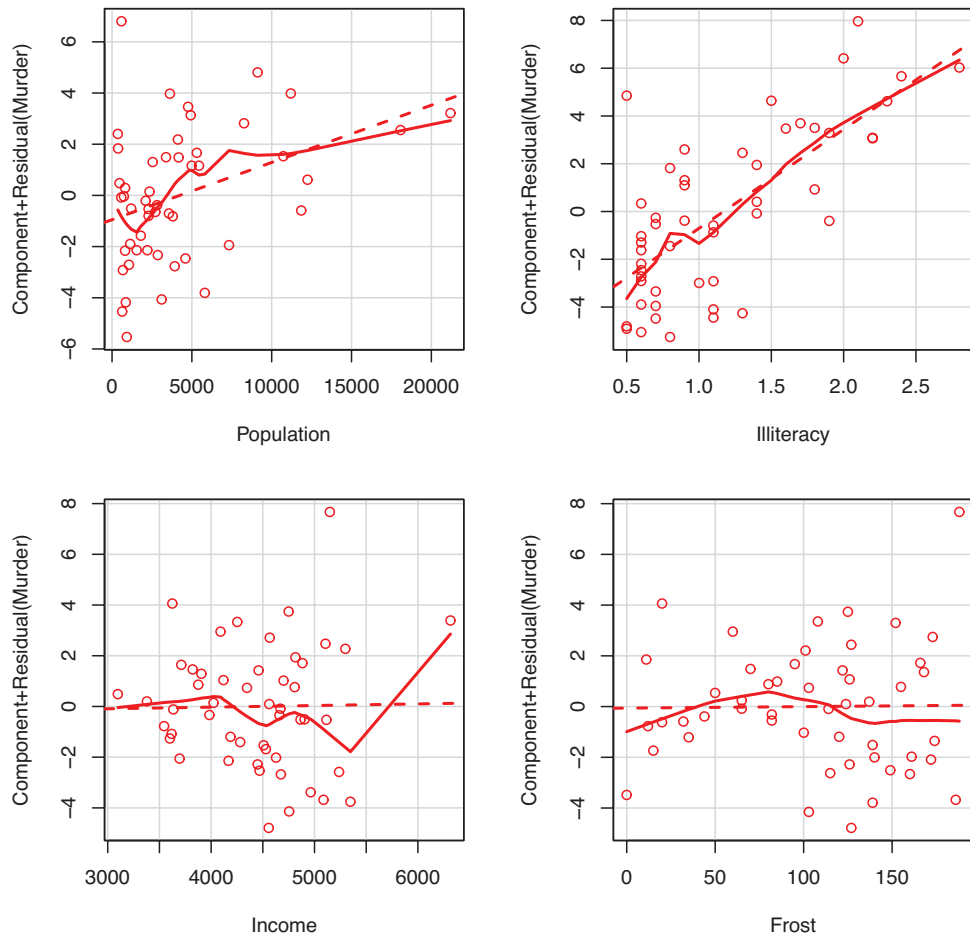 Component+Residual(Murder)
6
4
2
0
−2
−4
−6
0 5000 10000 15000 20000
Population
Component+Residual(Murder)
8
6
4
2
0
−2
−4
0.5 1.0 1.5 2.0 2.5
Illiteracy
Component+Residual(Murder)
8
6
4
2
0
−2
−4
3000 4000 5000 6000
Income
Component+Residual(Murder)
8
6
4
2
0
−2
−4
0 50 100 150
Frost